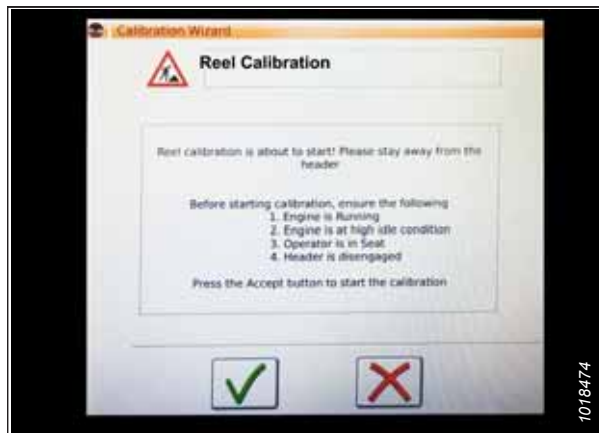 Calibration Wizard
Reel Calibration
Reel calibration is about to start! Please stay away from the
header
Before starting calibration, ensure the following
1. Engine is Running
2. Engine is at high idle condition
3. Operator is in Seat
4. Header is disengaged
Press the Accept button to start the calibration
1018474